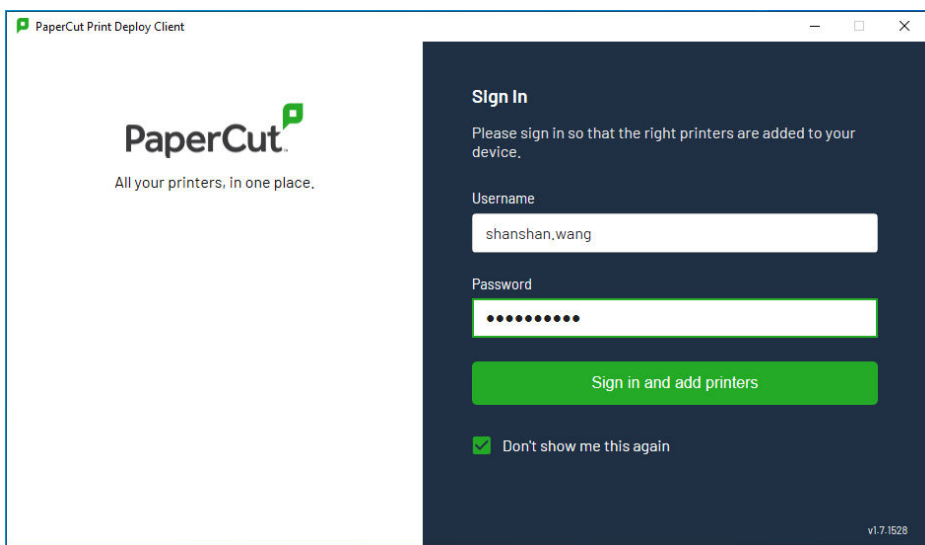 PaperCut Print Deploy Client
PaperCut
All your printers, in one place.
Sign In
Please sign in so that the right printers are added to your
device.
Username
shanshan.wang
Password
••••••••••
Sign in and add printers
Don't show me this again
v1.7.1528